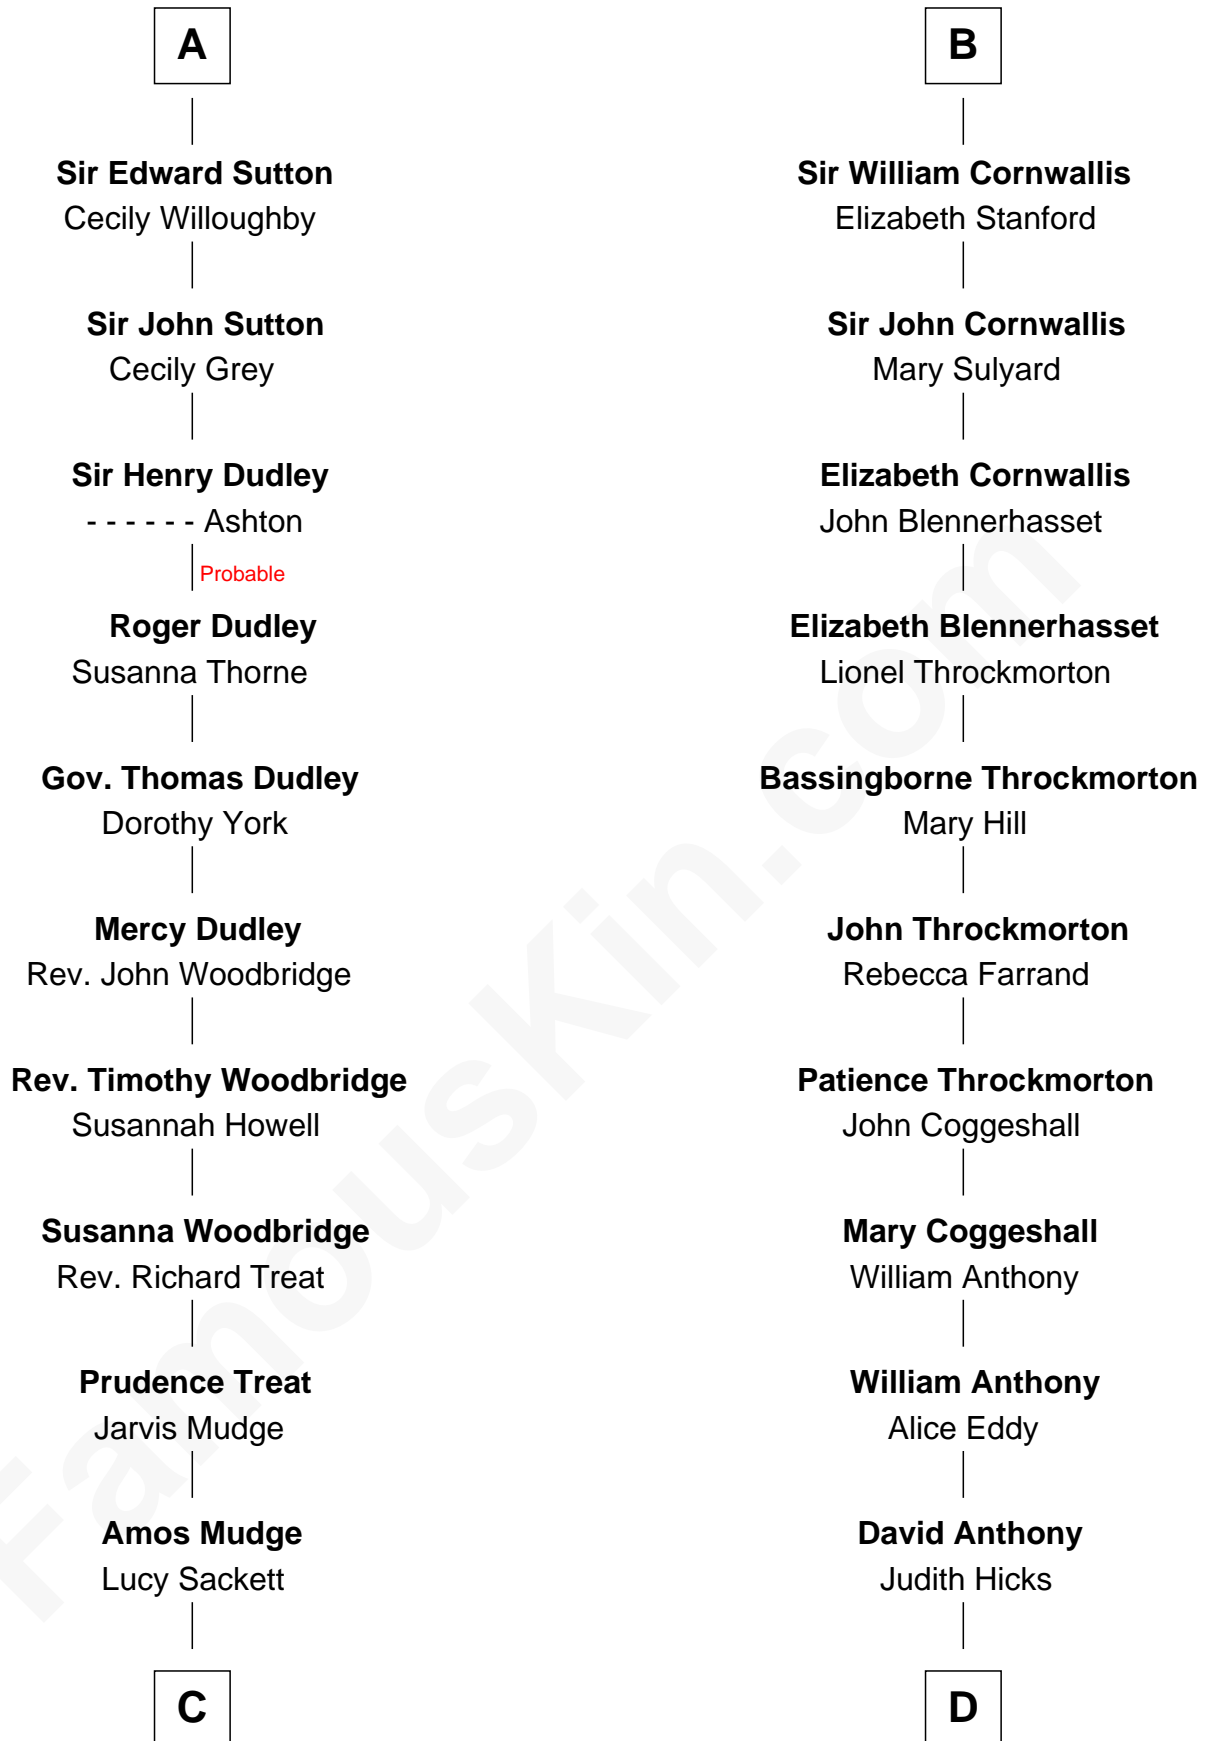 A
Sir Edward Sutton
Cecily Willoughby
Sir John Sutton
Cecily Grey
Sir Henry Dudley
- - - - - - Ashton
Probable
Roger Dudley
Susanna Thorne
Gov. Thomas Dudley
Dorothy York
Mercy Dudley
Rev. John Woodbridge
Rev. Timothy Woodbridge
Susannah Howell
Susanna Woodbridge
Rev. Richard Treat
Prudence Treat
Jarvis Mudge
Amos Mudge
Lucy Sackett
C
B
Sir William Cornwallis
Elizabeth Stanford
Sir John Cornwallis
Mary Sulyard
Elizabeth Cornwallis
John Blennerhasset
Elizabeth Blennerhasset
Lionel Throckmorton
Bassingborne Throckmorton
Mary Hill
John Throckmorton
Rebecca Farrand
Patience Throckmorton
John Coggeshall
Mary Coggeshall
William Anthony
William Anthony
Alice Eddy
David Anthony
Judith Hicks
D
FamousKin.com